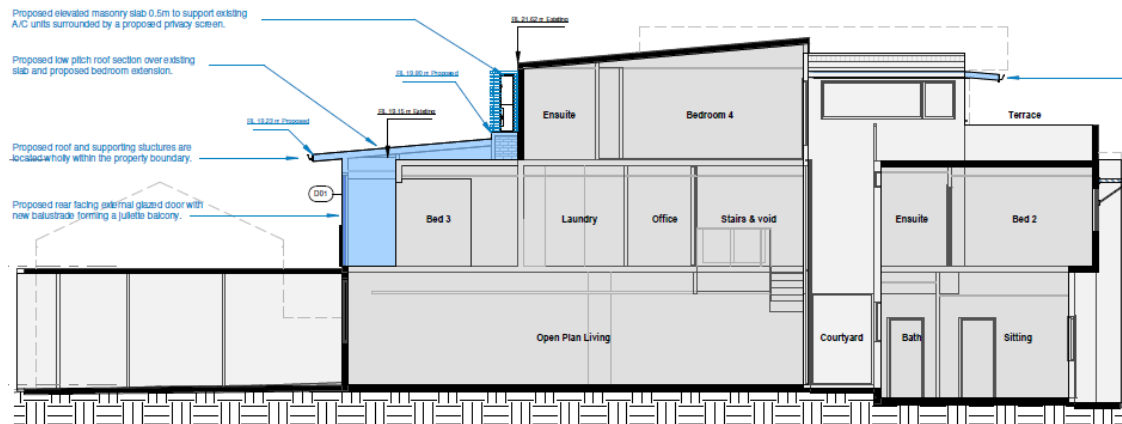 Proposed elevated masonry slab 0.5m to support existing
A/C units surrounded by a proposed privacy screen.
RL 21.62 m Existing
Proposed low pitch roof section over existing
slab and proposed bedroom extension.
RL 19.80 m Proposed
RL 19.15 m Existing
RL 19.23 m Proposed
Ensuite
Bedroom 4
Terrace
Proposed roof and supporting stuctures are
located wholly within the property boundary.
D01
Proposed rear facing external glazed door with
new balustrade forming a juliette balcony.
Bed 3
Laundry
Office
Stairs & void
Ensuite
Bed 2
Open Plan Living
Courtyard
Bath
Sitting